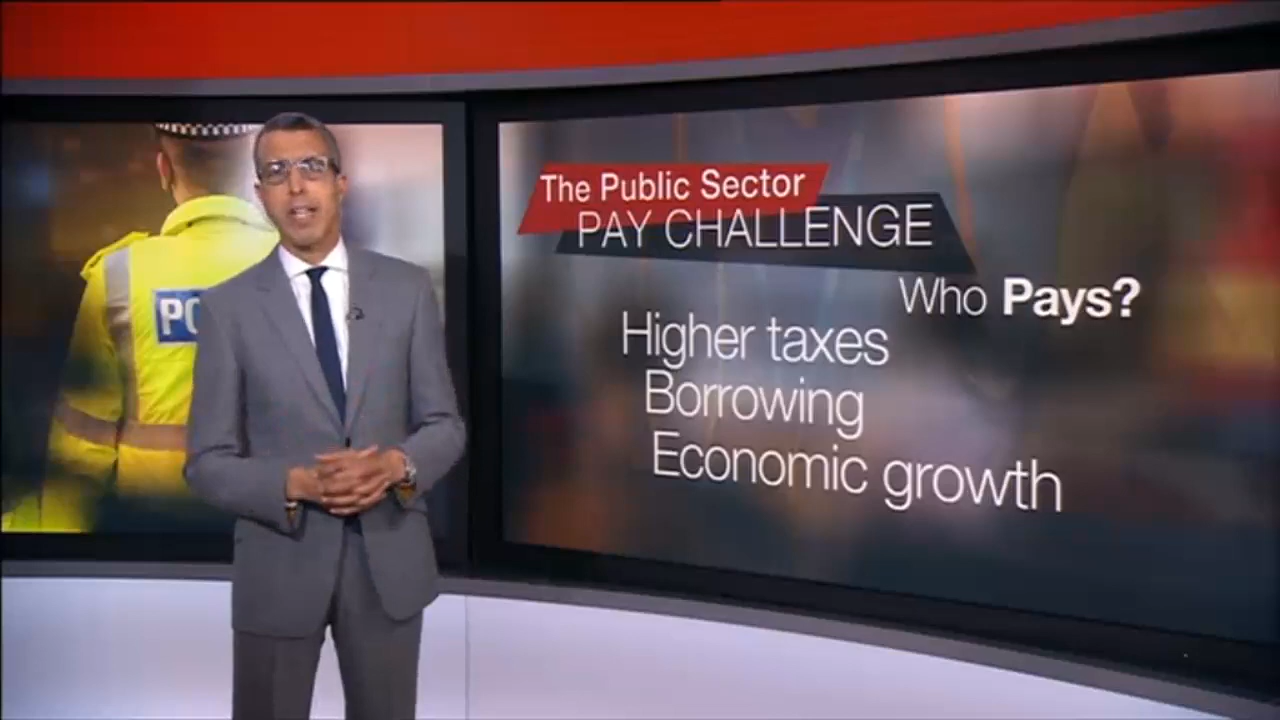 PO
The Public Sector
PAY CHALLENGE
Who Pays?
Higher taxes
Borrowing
Economic growth